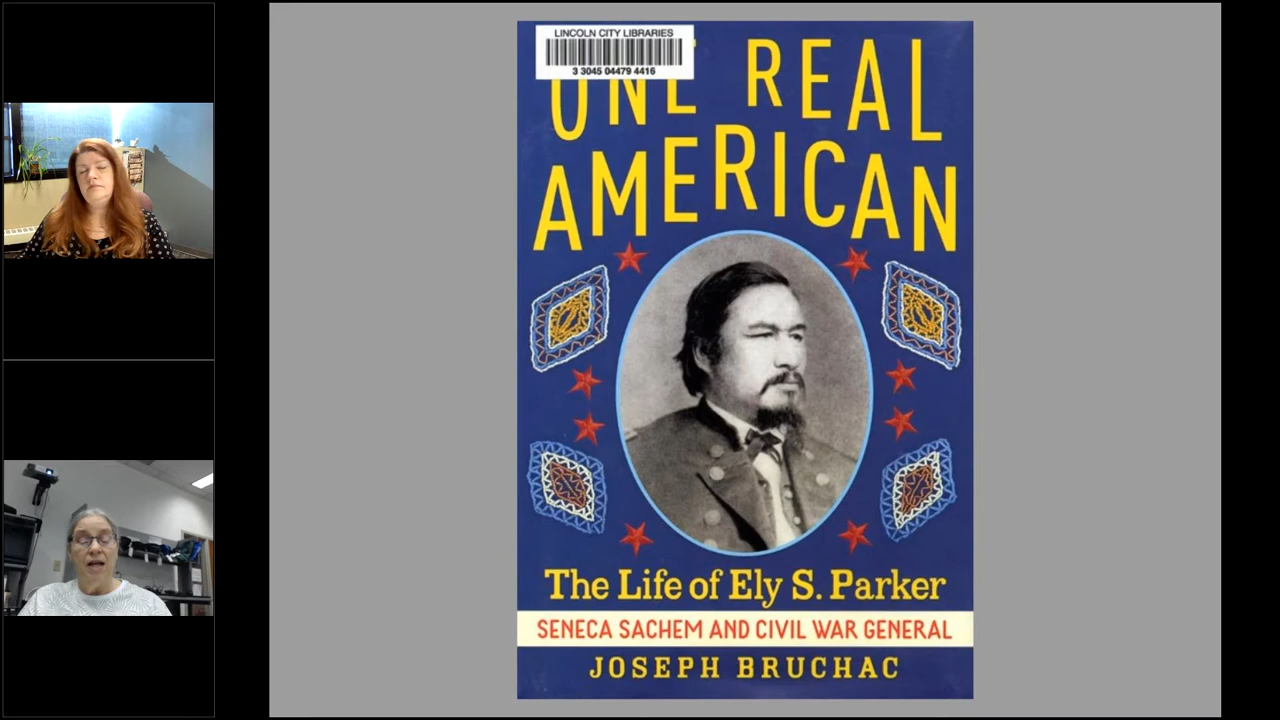 LINCOLN CITY LIBRARIES
3 3045 04479 4416
ONE REAL
AMERICAN
The Life of Ely S. Parker
SENECA SACHEM AND CIVIL WAR GENERAL
JOSEPH BRUCHAC